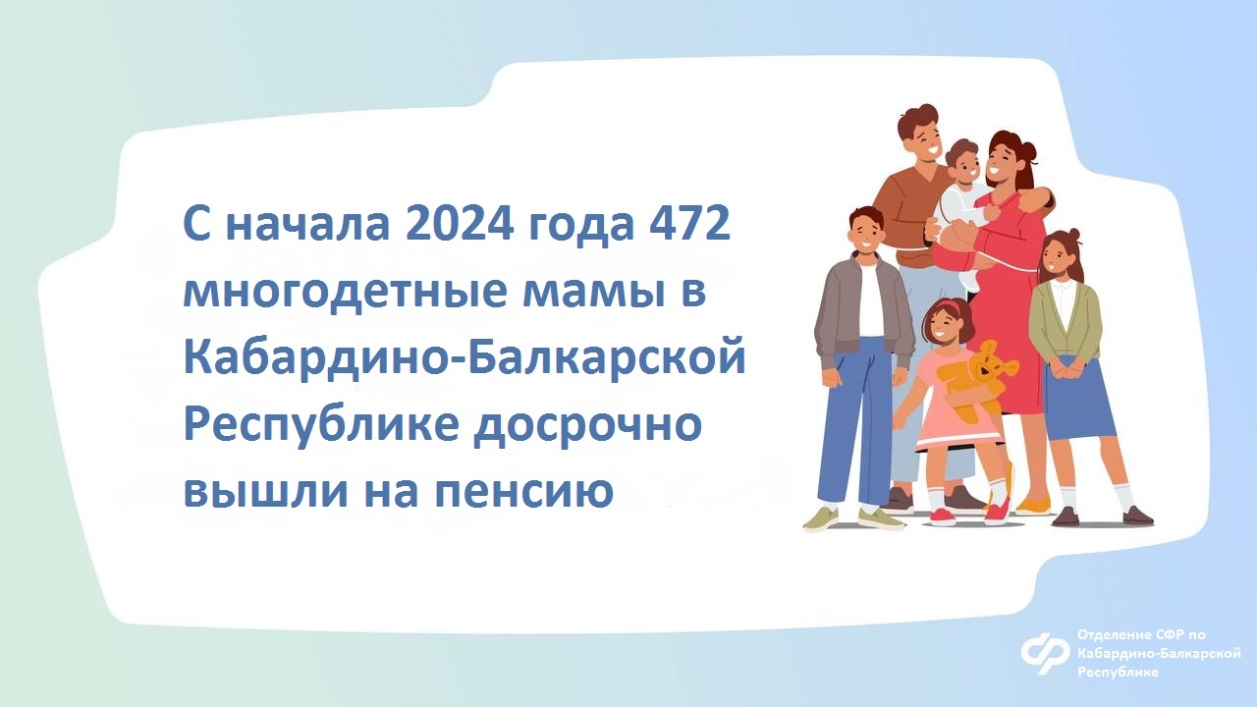 С начала 2024 года 472
многодетные мамы в
Кабардино-Балкарской
Республике досрочно
вышли на пенсию
Отделение СФР по
Кабардино-Балкарской
Республике